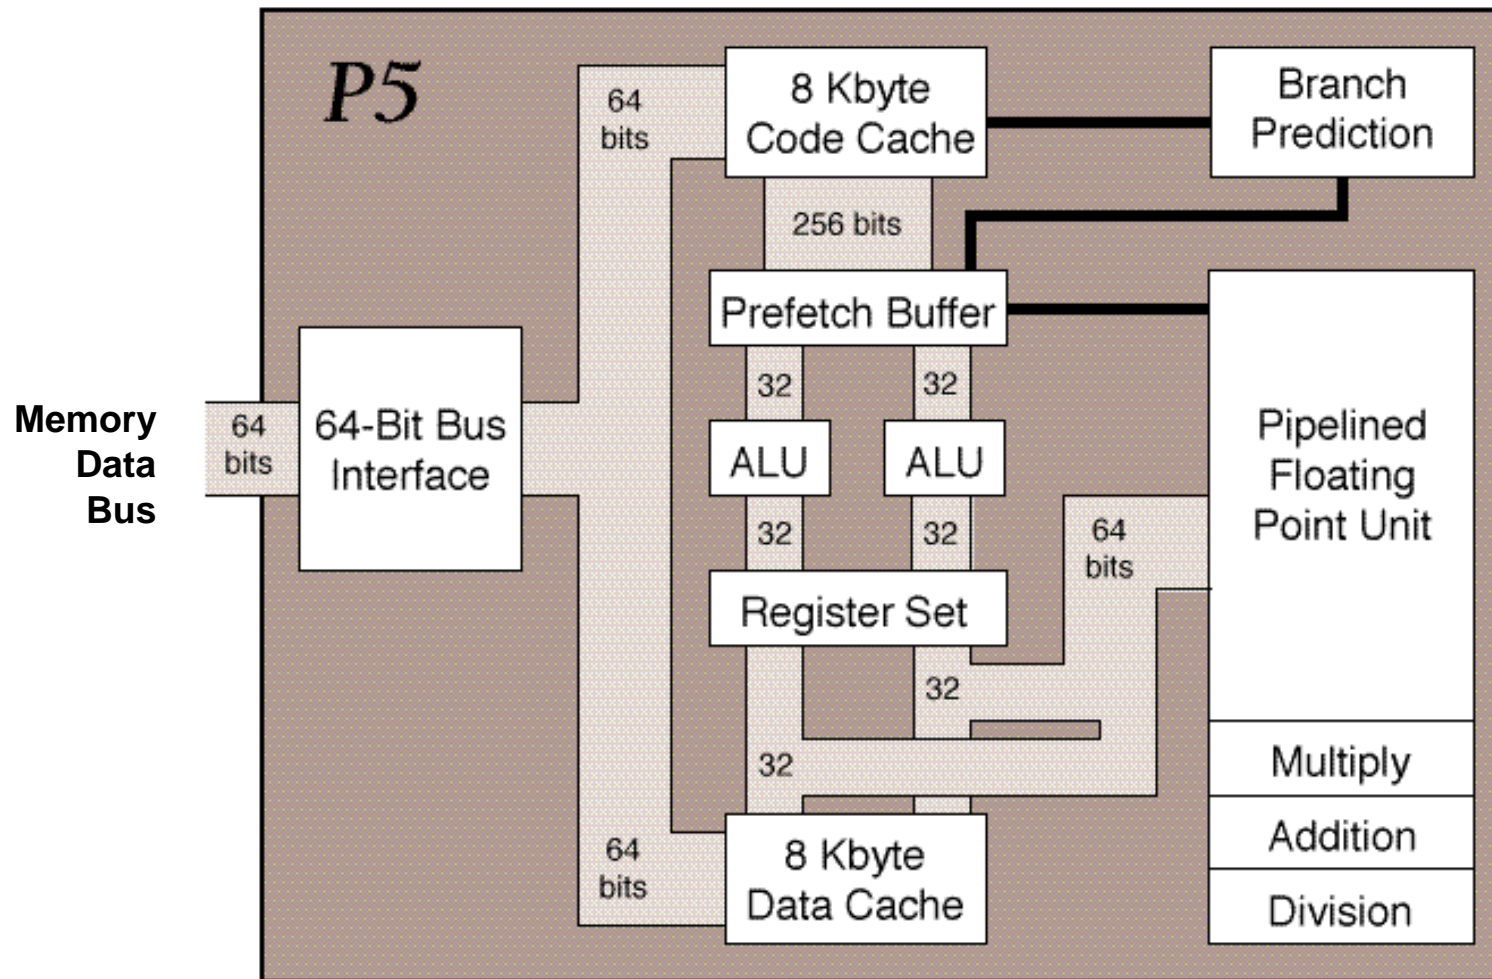 P5
64
bits
8 Kbyte
Code Cache
Branch
Prediction
256 bits
Prefetch Buffer
32
32
Memory
Data
Bus
64
bits
64-Bit Bus
Interface
ALU
ALU
Pipelined
Floating
Point Unit
32
32
64
bits
Register Set
32
32
Multiply
Addition
Division
64
bits
8 Kbyte
Data Cache